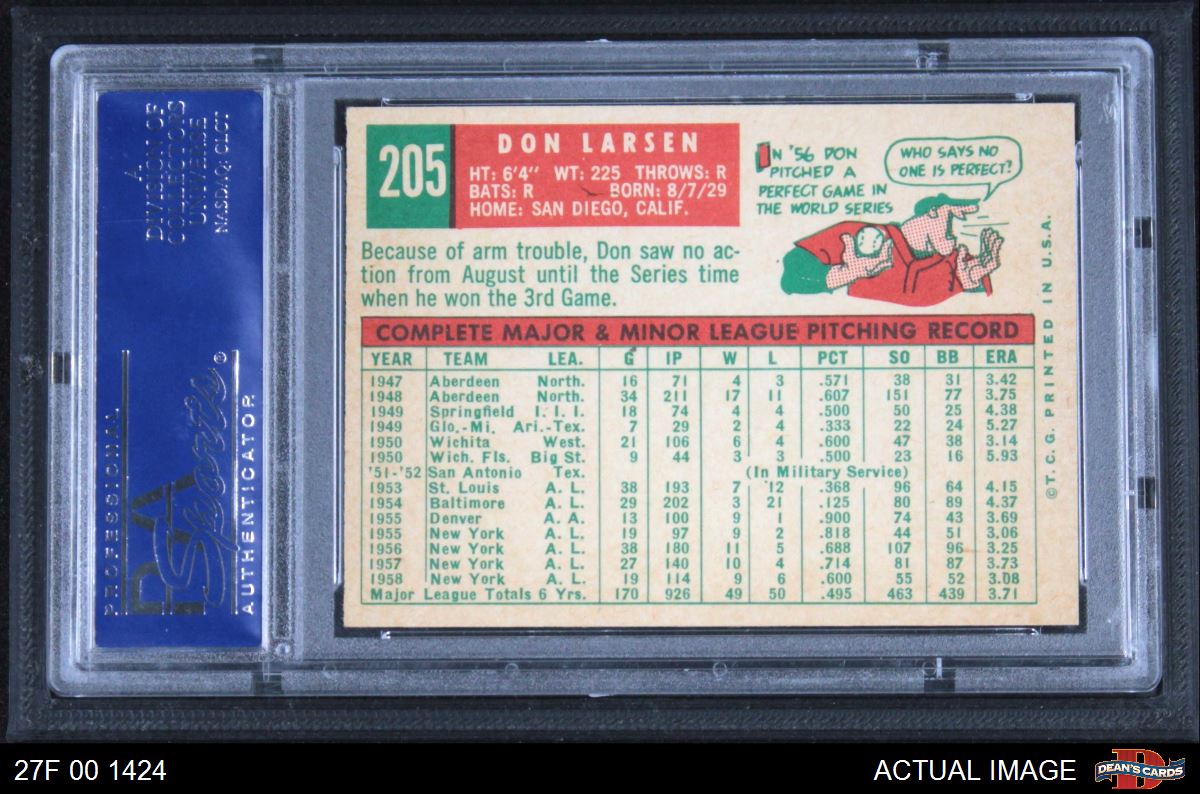 A
DIVISION OF
COLLECTORS
UNIVERSE
NASDAQ: CLCT
PROFESSIONAL
PSA
Sports®
AUTHENTICATOR
205
DON LARSEN
HT: 6'4" WT: 225 THROWS: R
BATS: R BORN: 8/7/29
HOME: SAN DIEGO, CALIF.
IN '56 DON
PITCHED A
PERFECT GAME IN
THE WORLD SERIES
WHO SAYS NO
ONE IS PERFECT?
Because of arm trouble, Don saw no ac-
tion from August until the Series time
when he won the 3rd Game.
COMPLETE MAJOR & MINOR LEAGUE PITCHING RECORD
YEAR TEAM LEA. G IP W L PCT SO BB ERA
1947 Aberdeen North. 16 71 4 3 .571 38 31 3.42
1948 Aberdeen North. 34 211 17 11 .607 151 77 3.75
1949 Springfield I. I. I. 18 74 4 4 .500 50 25 4.38
1949 Glo.-Mi. Ari.-Tex. 7 29 2 4 .333 22 24 5.27
1950 Wichita West. 21 106 6 4 .600 47 38 3.14
1950 Wich. Fls. Big St. 9 44 3 3 .500 23 16 5.93
'51-'52 San Antonio Tex. (In Military Service)
1953 St. Louis A. L. 38 193 7 12 .368 96 64 4.15
1954 Baltimore A. L. 29 202 3 21 .125 80 89 4.37
1955 Denver A. A. 13 100 9 1 .900 74 43 3.69
1955 New York A. L. 19 97 9 2 .818 44 51 3.06
1956 New York A. L. 38 180 11 5 .688 107 96 3.25
1957 New York A. L. 27 140 10 4 .714 81 87 3.73
1958 New York A. L. 19 114 9 6 .600 55 52 3.08
Major League Totals 6 Yrs. 170 926 49 50 .495 463 439 3.71
©T. C. G. PRINTED IN U.S.A.
27F 00 1424
ACTUAL IMAGE
D
DEAN'S CARDS